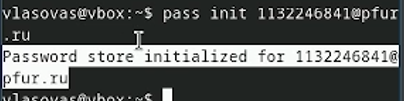 vlasovas@vbox:~$ pass init 1132246841@pfur
.ru
Password store initialized for 1132246841@
pfur.ru
vlasovas@vbox:~$